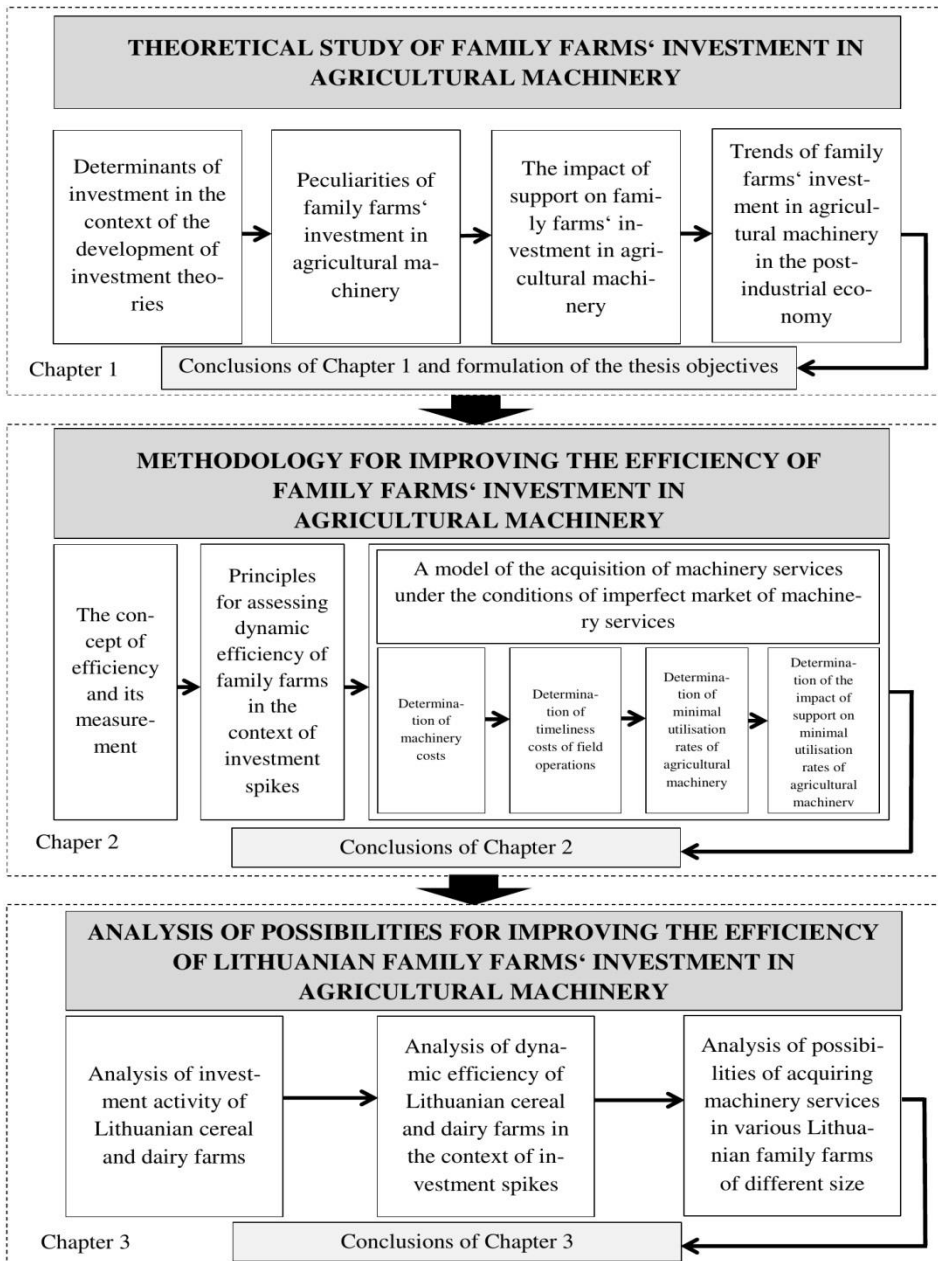 THEORETICAL STUDY OF FAMILY FARMS‘ INVESTMENT IN
AGRICULTURAL MACHINERY
Determinants of
investment in the
context of the
development of
investment theo-
ries
Peculiarities of
family farms‘
investment in
agricultural ma-
chinery
The impact of
support on fami-
ly farms‘ in-
vestment in agri-
cultural machi-
nery
Trends of family
farms‘ invest-
ment in agricul-
tural machinery
in the post-
industrial eco-
nomy
Chapter 1
Conclusions of Chapter 1 and formulation of the thesis objectives
METHODOLOGY FOR IMPROVING THE EFFICIENCY OF
FAMILY FARMS‘ INVESTMENT IN
AGRICULTURAL MACHINERY
The con-
cept of
efficiency
and its
measure-
ment
Principles
for assessing
dynamic
efficiency of
family farms
in the
context of
investment
spikes
A model of the acquisition of machinery services
under the conditions of imperfect market of machine-
ry services
Determina-
tion of
machinery
costs
Determina-
tion of
timeliness
costs of field
operations
Determina-
tion of
minimal
utilisation
rates of
agricultural
machinery
Determina-
tion of the
impact of
support on
minimal
utilisation
rates of
agricultural
machinery
Chaper 2
Conclusions of Chapter 2
ANALYSIS OF POSSIBILITIES FOR IMPROVING THE EFFICIENCY
OF LITHUANIAN FAMILY FARMS‘ INVESTMENT IN
AGRICULTURAL MACHINERY
Analysis of invest-
ment activity of
Lithuanian cereal
and dairy farms
Analysis of dyna-
mic efficiency of
Lithuanian cereal
and dairy farms in
the context of in-
vestment spikes
Analysis of possibi-
lities of acquiring
machinery services
in various Lithua-
nian family farms
of different size
Chapter 3
Conclusions of Chapter 3